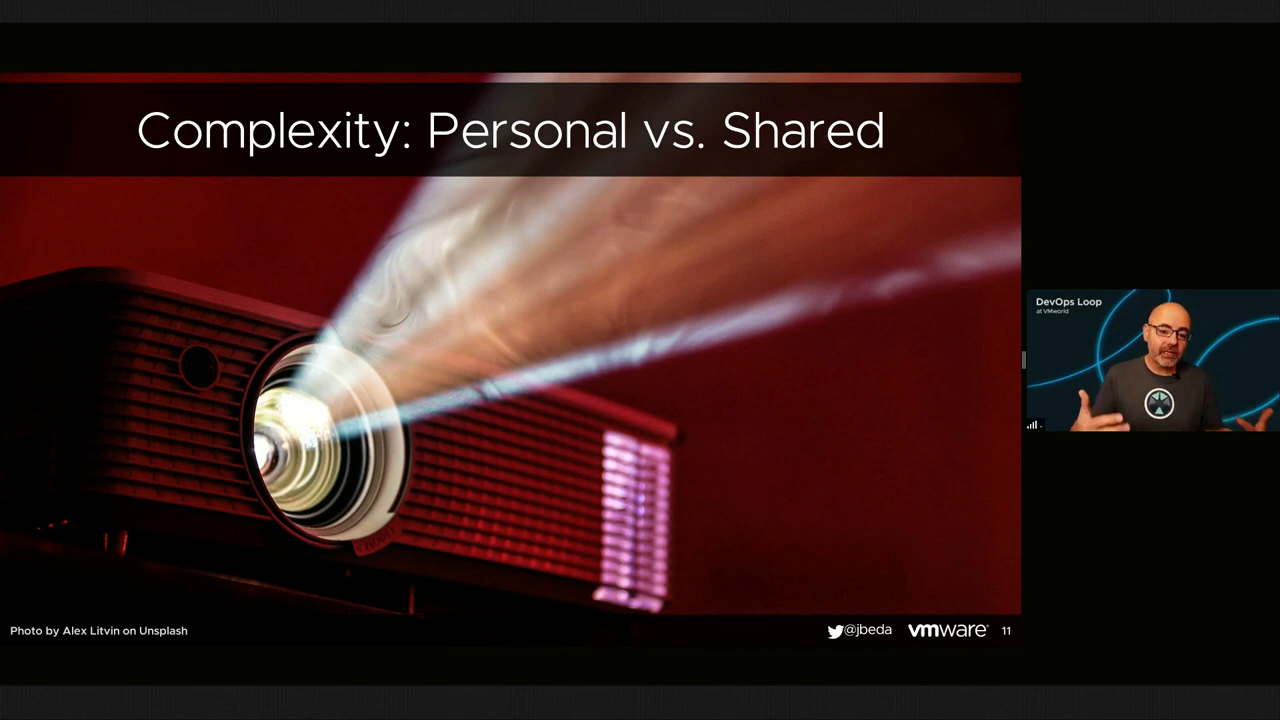 Complexity: Personal vs. Shared
DevOps Loop
at VMworld
Photo by Alex Litvin on Unsplash
@jbeda
vmware
11